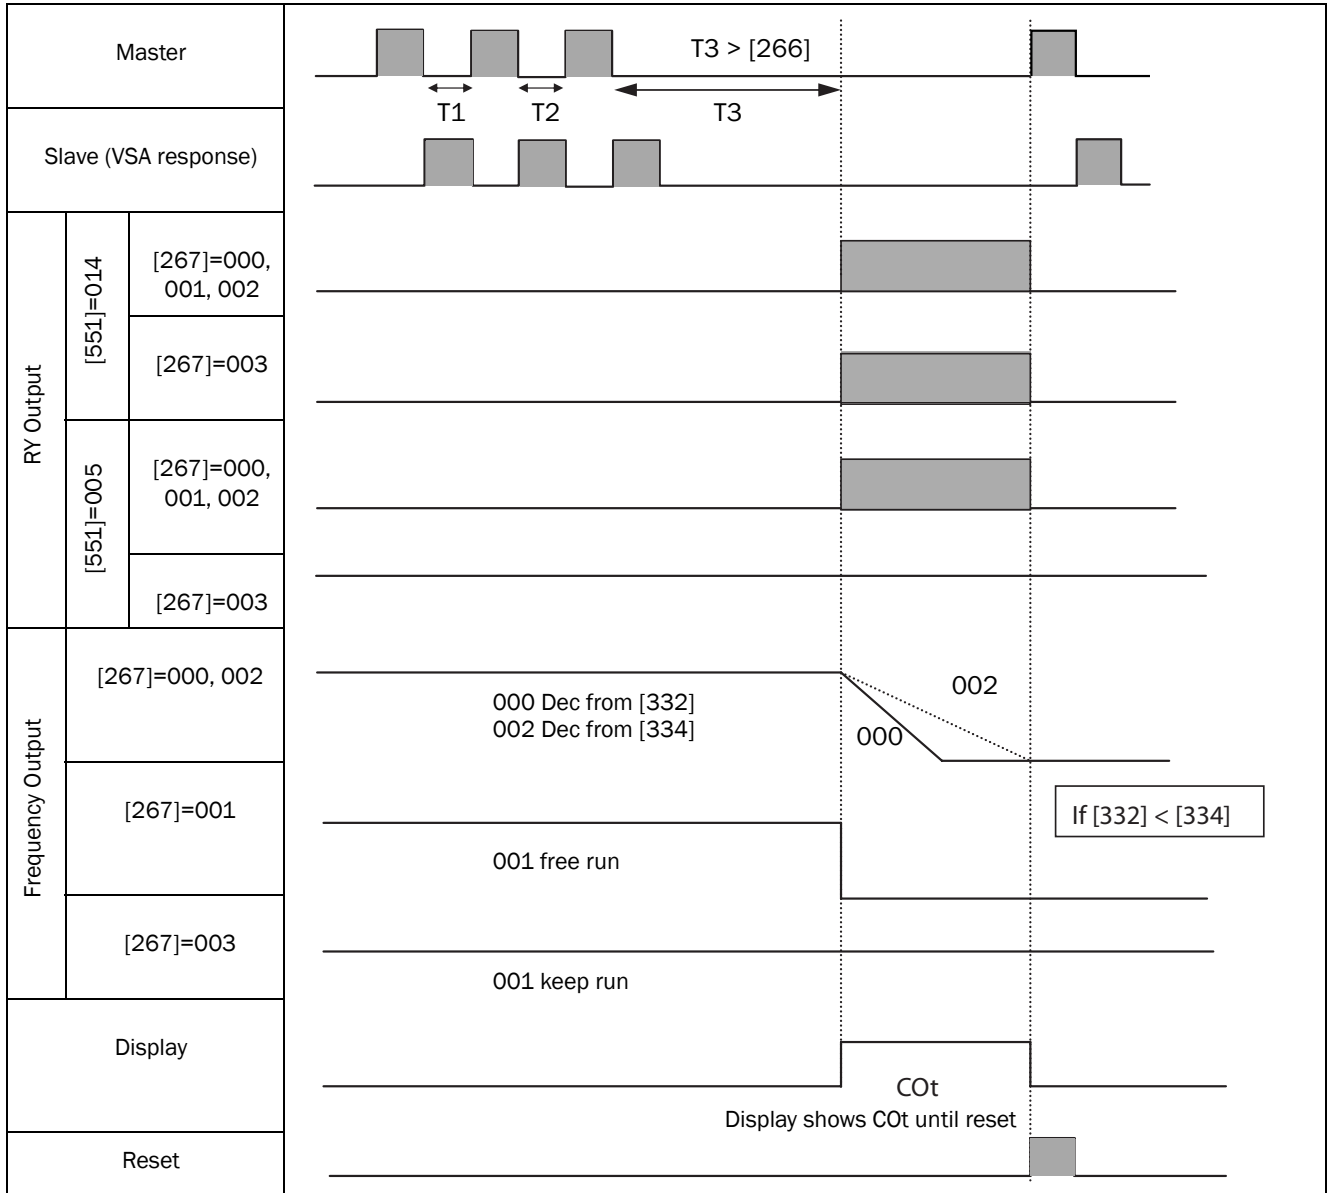 Master
T3 > [266]
T1
T2
T3
Slave (VSA response)
RY Output
[551]=014
[267]=000,
001, 002
[267]=003
[551]=005
[267]=000,
001, 002
[267]=003
Frequency Output
[267]=000, 002
000 Dec from [332]
002 Dec from [334]
002
000
[267]=001
If [332] < [334]
001 free run
[267]=003
001 keep run
Display
COt
Display shows COt until reset
Reset